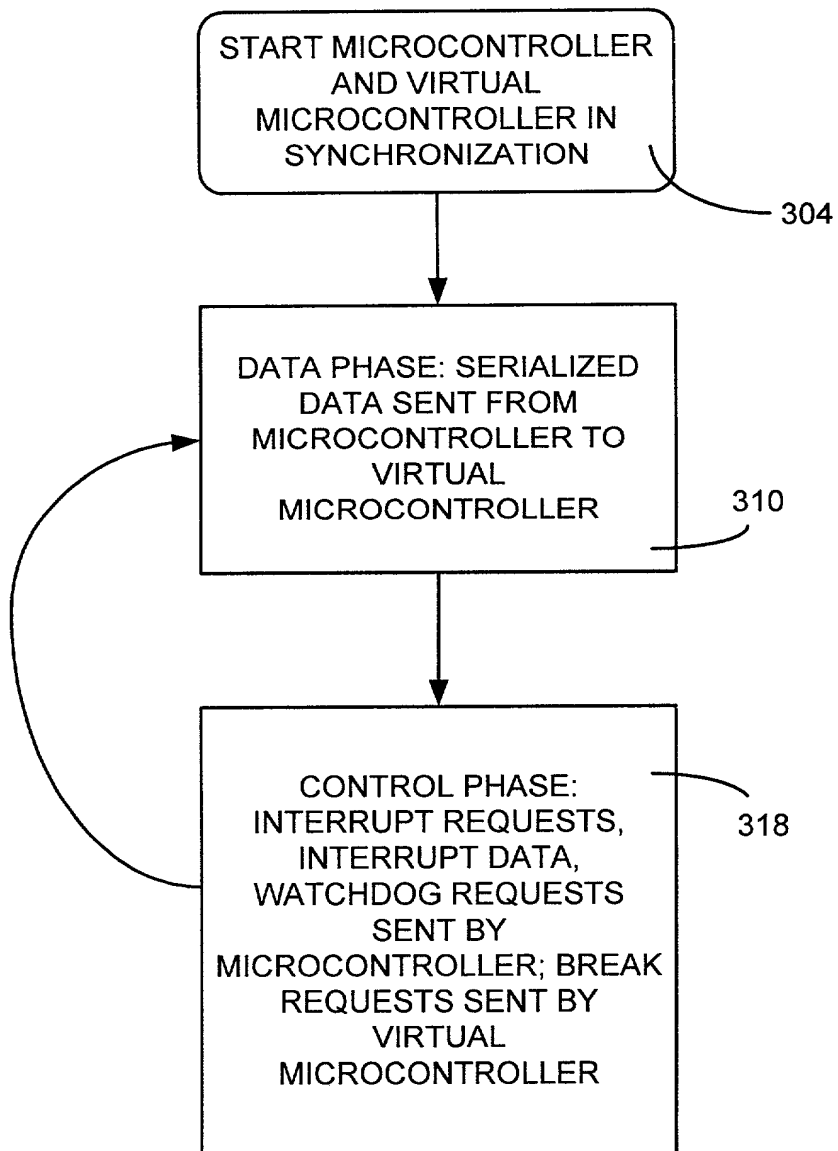 START MICROCONTROLLER
AND VIRTUAL
MICROCONTROLLER IN
SYNCHRONIZATION
304
DATA PHASE: SERIALIZED
DATA SENT FROM
MICROCONTROLLER TO
VIRTUAL
MICROCONTROLLER
310
CONTROL PHASE:
INTERRUPT REQUESTS,
INTERRUPT DATA,
WATCHDOG REQUESTS
SENT BY
MICROCONTROLLER; BREAK
REQUESTS SENT BY
VIRTUAL
MICROCONTROLLER
318